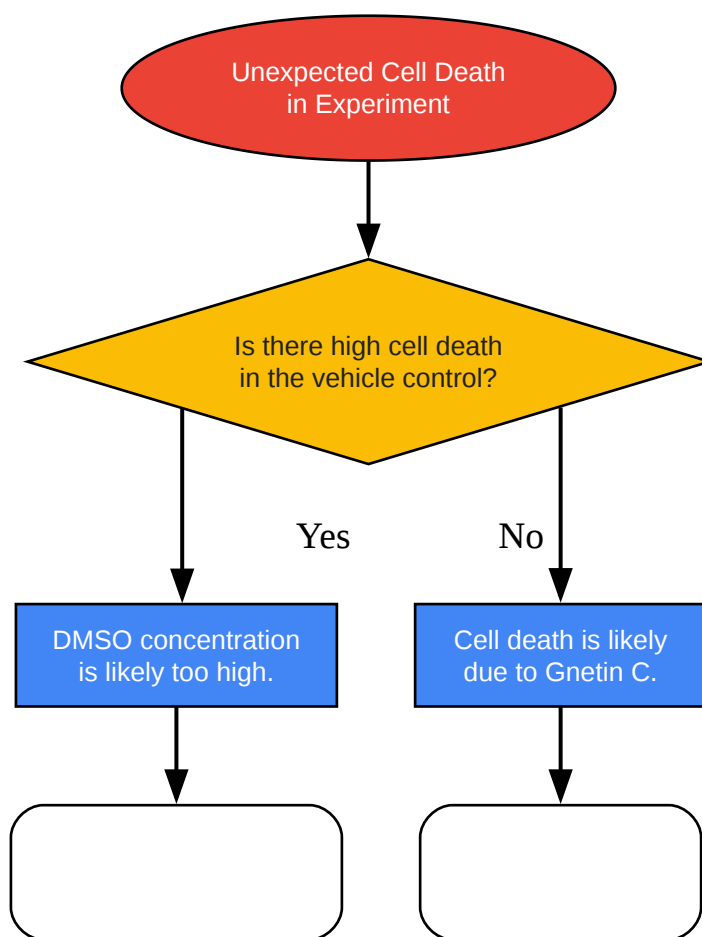 Unexpected Cell Death
in Experiment
Is there high cell death
in the vehicle control?
Yes
No
DMSO concentration
is likely too high.
Cell death is likely
due to Gnetin C.